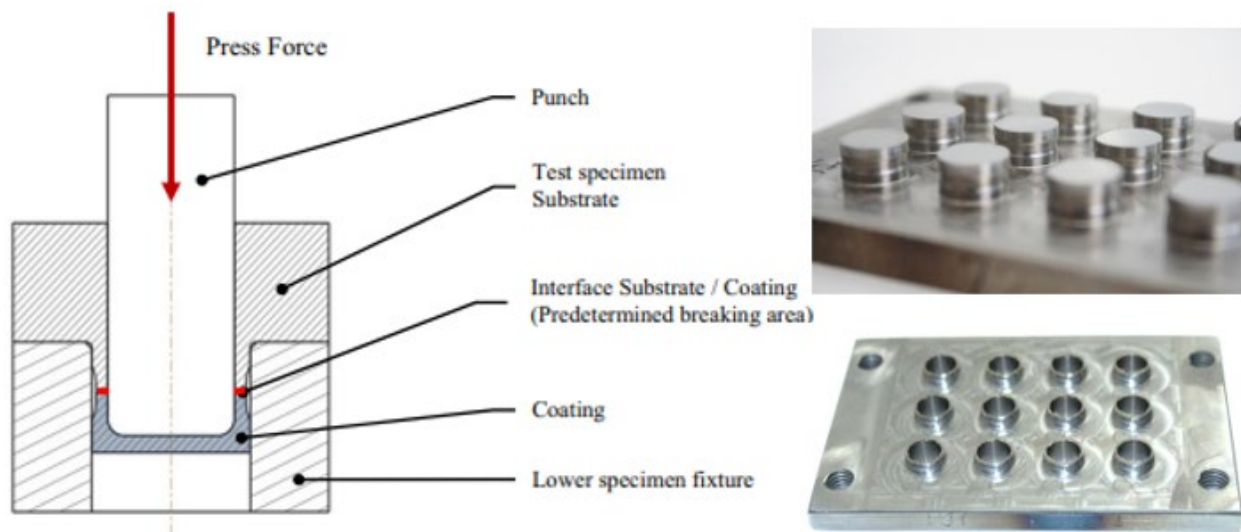 Press Force
Punch
Test specimen
Substrate
Interface Substrate / Coating
(Predetermined breaking area)
Coating
Lower specimen fixture